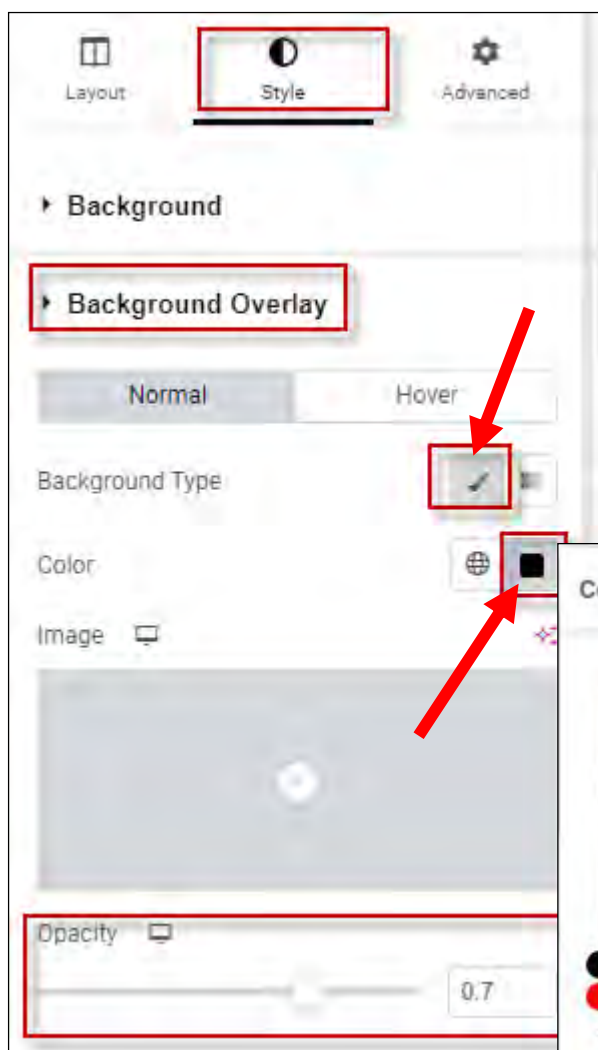 Layout Style Advanced
Background
Background Overlay
Normal Hover
Background Type
Color
Image
Opacity
0.7